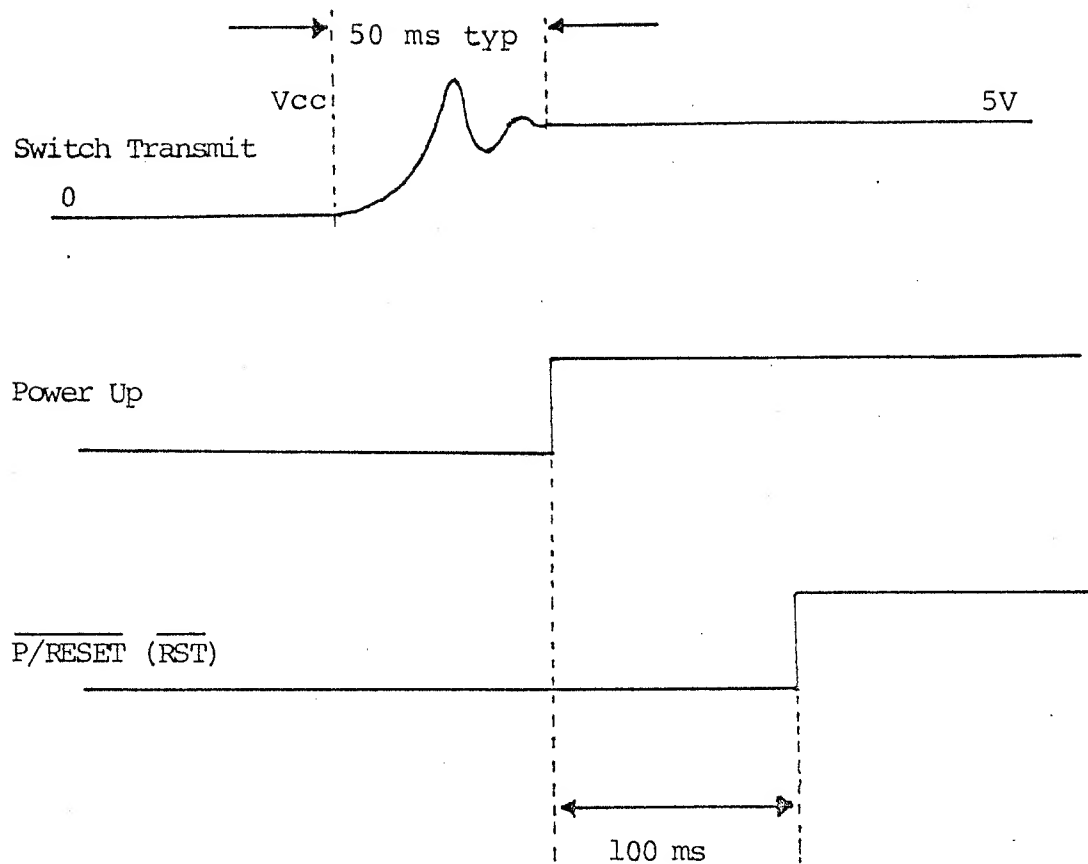 50 ms typ
Vcc
5V
Switch Transmit
0
Power Up
P/RESET (RST)
100 ms